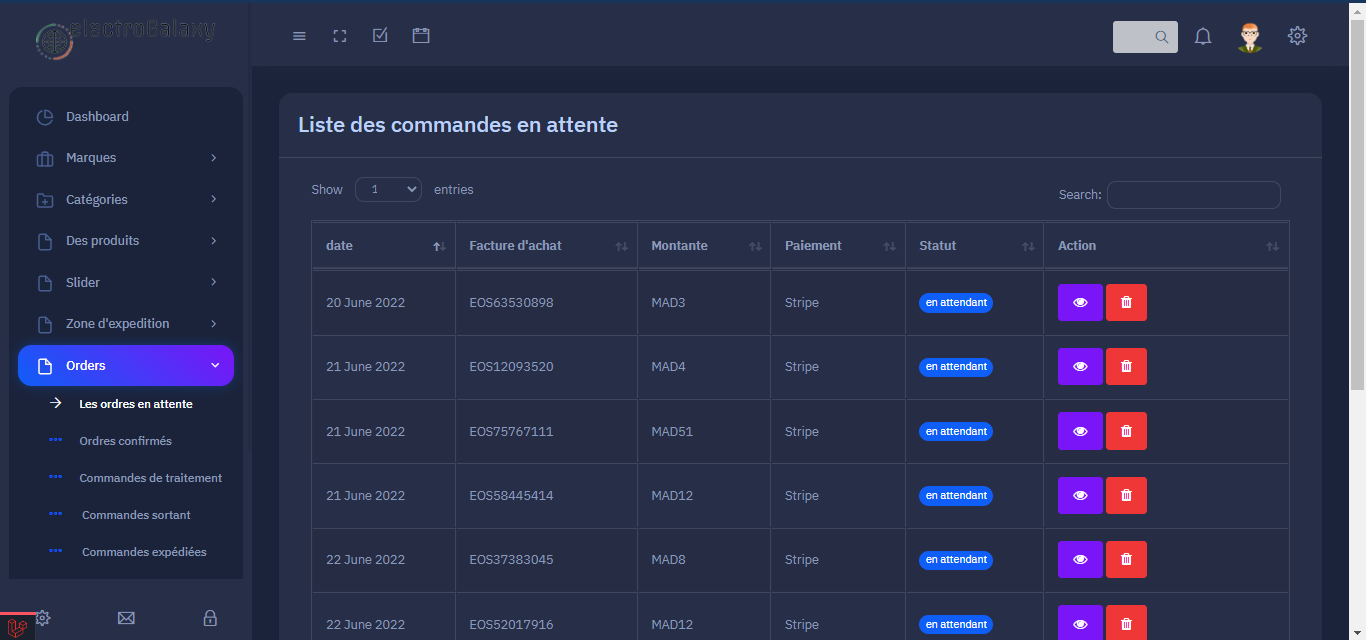 electroGalaxy
Dashboard
Marques
Catégories
Des produits
Slider
Zone d'expedition
Orders
Les ordres en attente
Ordres confirmés
Commandes de traitement
Commandes sortant
Commandes expédiées
Liste des commandes en attente
Show 1 entries
Search:
date Facture d'achat Montante Paiement Statut Action
20 June 2022 EOS63530898 MAD3 Stripe en attendant
21 June 2022 EOS12093520 MAD4 Stripe en attendant
21 June 2022 EOS75767111 MAD51 Stripe en attendant
21 June 2022 EOS58445414 MAD12 Stripe en attendant
22 June 2022 EOS37383045 MAD8 Stripe en attendant
22 June 2022 EOS52017916 MAD12 Stripe en attendant